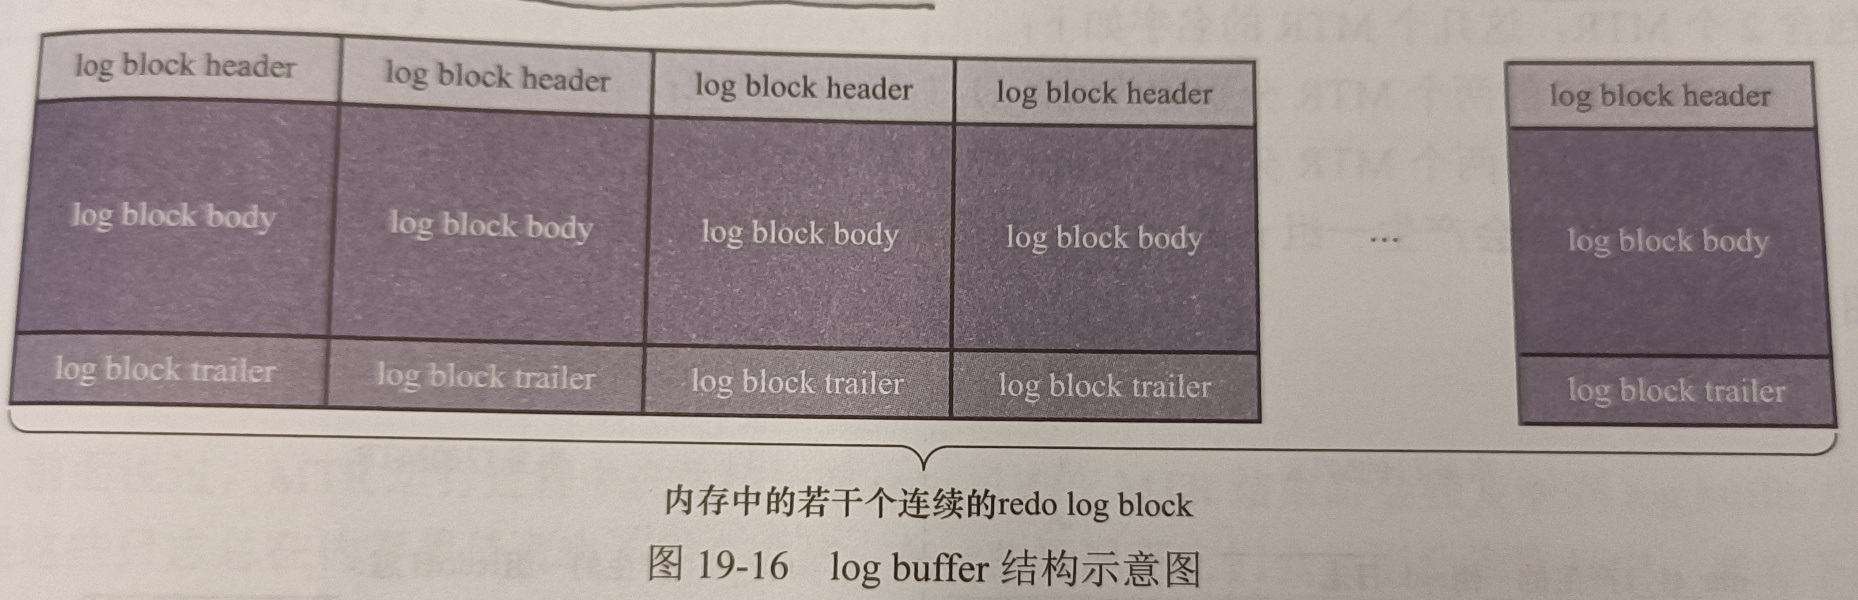 log block header log block header log block header log block header log block header
log block body log block body log block body log block body ... log block body
log block trailer log block trailer log block trailer log block trailer log block trailer
内存中的若干个连续的redo log block
图 19-16 log buffer 结构示意图